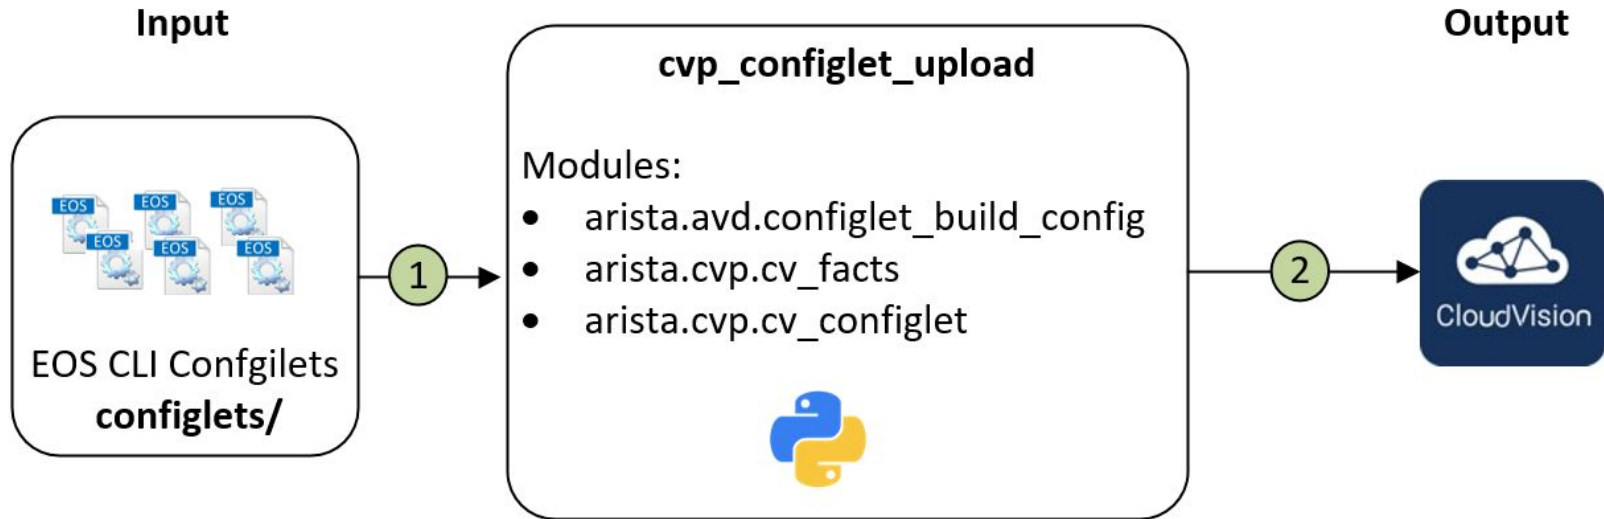 Input
Output
cvp_configlet_upload
Modules:
• arista.avd.configlet_build_config
• arista.cvp.cv_facts
• arista.cvp.cv_configlet
EOS
EOS
EOS
EOS
EOS
EOS
EOS CLI Confgilets
configlets/
1
2
CloudVision